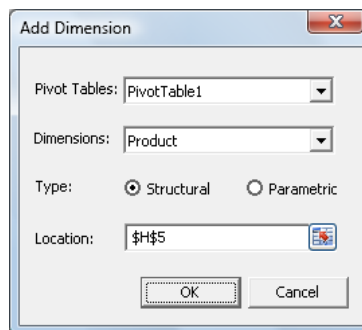 Add Dimension
Pivot Tables: PivotTable1
Dimensions: Product
Type: Structural Parametric
Location: $H$5
OK Cancel